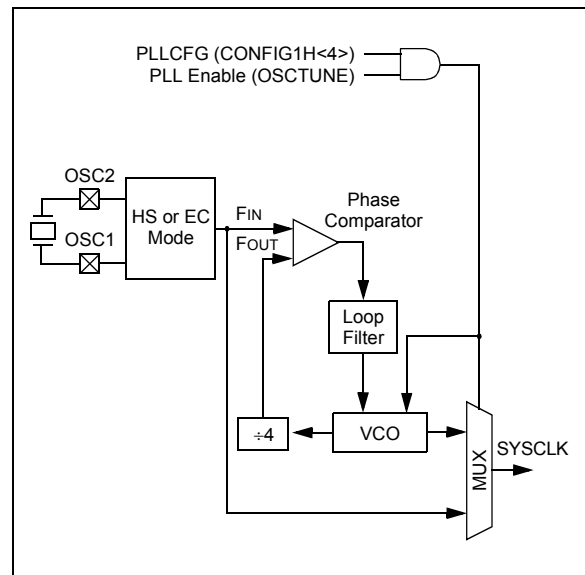 PLLCFG (CONFIG1H<4>)
PLL Enable (OSCTUNE)
OSC2
OSC1
HS or EC
Mode
FIN
FOUT
Phase
Comparator
Loop
Filter
÷4
VCO
MUX
SYSCLK